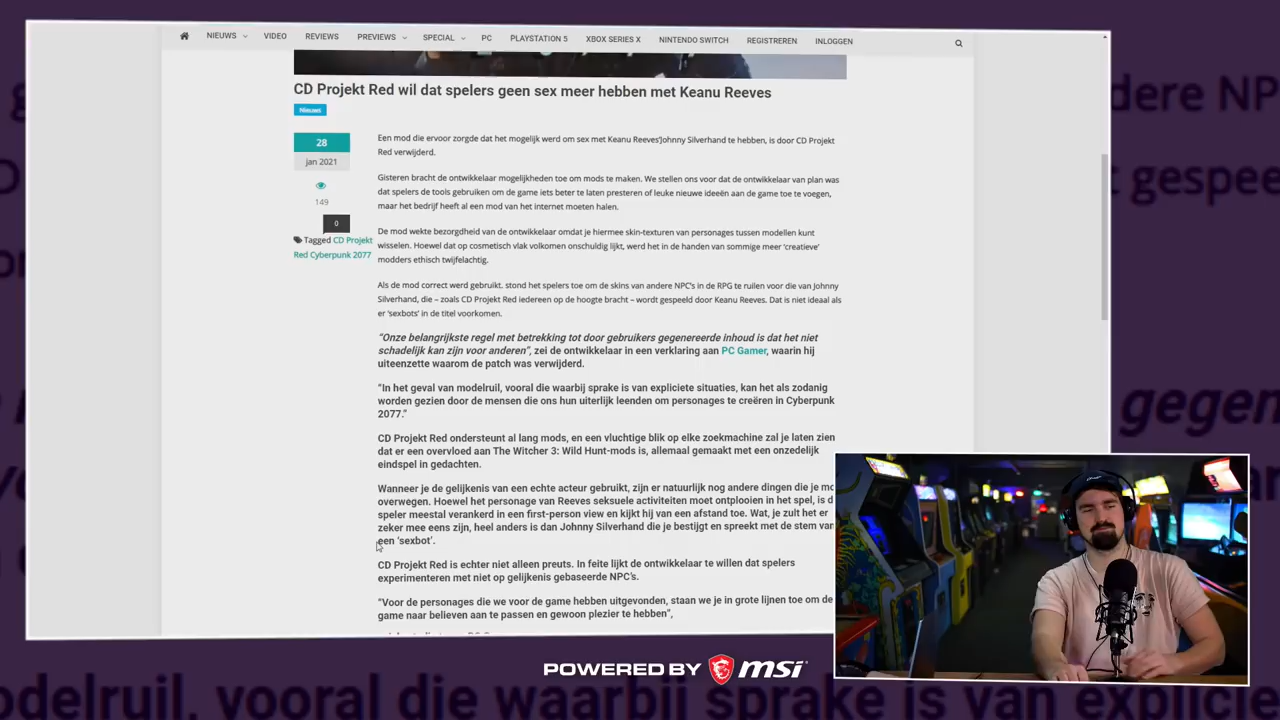 NIEUWS
VIDEO
REVIEWS
PREVIEWS
SPECIAL
PC
PLAYSTATION 5
XBOX SERIES X
NINTENDO SWITCH
REGISTREREN
INLOGGEN
CD Projekt Red wil dat spelers geen sex meer hebben met Keanu Reeves
Nieuws
28
jan 2021
149
0
Tagged CD Projekt
Red Cyberpunk 2077
Een mod die ervoor zorgde dat het mogelijk werd om sex met Keanu Reeves'Johnny Silverhand te hebben, is door CD Projekt
Red verwijderd.
Gisteren bracht de ontwikkelaar mogelijkheden toe om mods te maken. We stellen ons voor dat de ontwikkelaar van plan was
dat spelers de tools gebruiken om de game iets beter te laten presteren of leuke nieuwe ideeën aan de game toe te voegen,
maar het bedrijf heeft al een mod van het internet moeten halen.
De mod wekte bezorgdheid van de ontwikkelaar omdat je hiermee skin-texturen van personages tussen modellen kunt
wisselen. Hoewel dat op cosmetisch vlak volkomen onschuldig lijkt, werd het in de handen van sommige meer 'creatieve'
modders ethisch twijfelachtig.
Als de mod correct werd gebruikt. stond het spelers toe om de skins van andere NPC's in de RPG te ruilen voor die van Johnny
Silverhand, die – zoals CD Projekt Red iedereen op de hoogte bracht – wordt gespeeld door Keanu Reeves. Dat is niet ideaal als
er 'sexbots' in de titel voorkomen.
“Onze belangrijkste regel met betrekking tot door gebruikers gegenereerde inhoud is dat het niet
schadelijk kan zijn voor anderen”, zei de ontwikkelaar in een verklaring aan PC Gamer, waarin hij
uiteenzette waarom de patch was verwijderd.
“In het geval van modelruil, vooral die waarbij sprake is van expliciete situaties, kan het als zodanig
worden gezien door de mensen die ons hun uiterlijk leenden om personages te creëren in Cyberpunk
2077.”
CD Projekt Red ondersteunt al lang mods, en een vluchtige blik op elke zoekmachine zal je laten zien
dat er een overvloed aan The Witcher 3: Wild Hunt-mods is, allemaal gemaakt met een onzedelijk
eindspel in gedachten.
Wanneer je de gelijkenis van een echte acteur gebruikt, zijn er natuurlijk nog andere dingen die je mo
overwegen. Hoewel het personage van Reeves seksuele activiteiten moet ontplooien in het spel, is d
speler meestal verankerd in een first-person view en kijkt hij van een afstand toe. Wat, je zult het er
zeker mee eens zijn, heel anders is dan Johnny Silverhand die je bestijgt en spreekt met de stem van
een 'sexbot'.
CD Projekt Red is echter niet alleen preuts. In feite lijkt de ontwikkelaar te willen dat spelers
experimenteren met niet op gelijkenis gebaseerde NPC's.
“Voor de personages die we voor de game hebben uitgevonden, staan we je in grote lijnen toe om de
game naar believen aan te passen en gewoon plezier te hebben”,
POWERED BY msi
dere NP
gespee
gegen
odelruil, vooral die waarbij sprake is van explicie